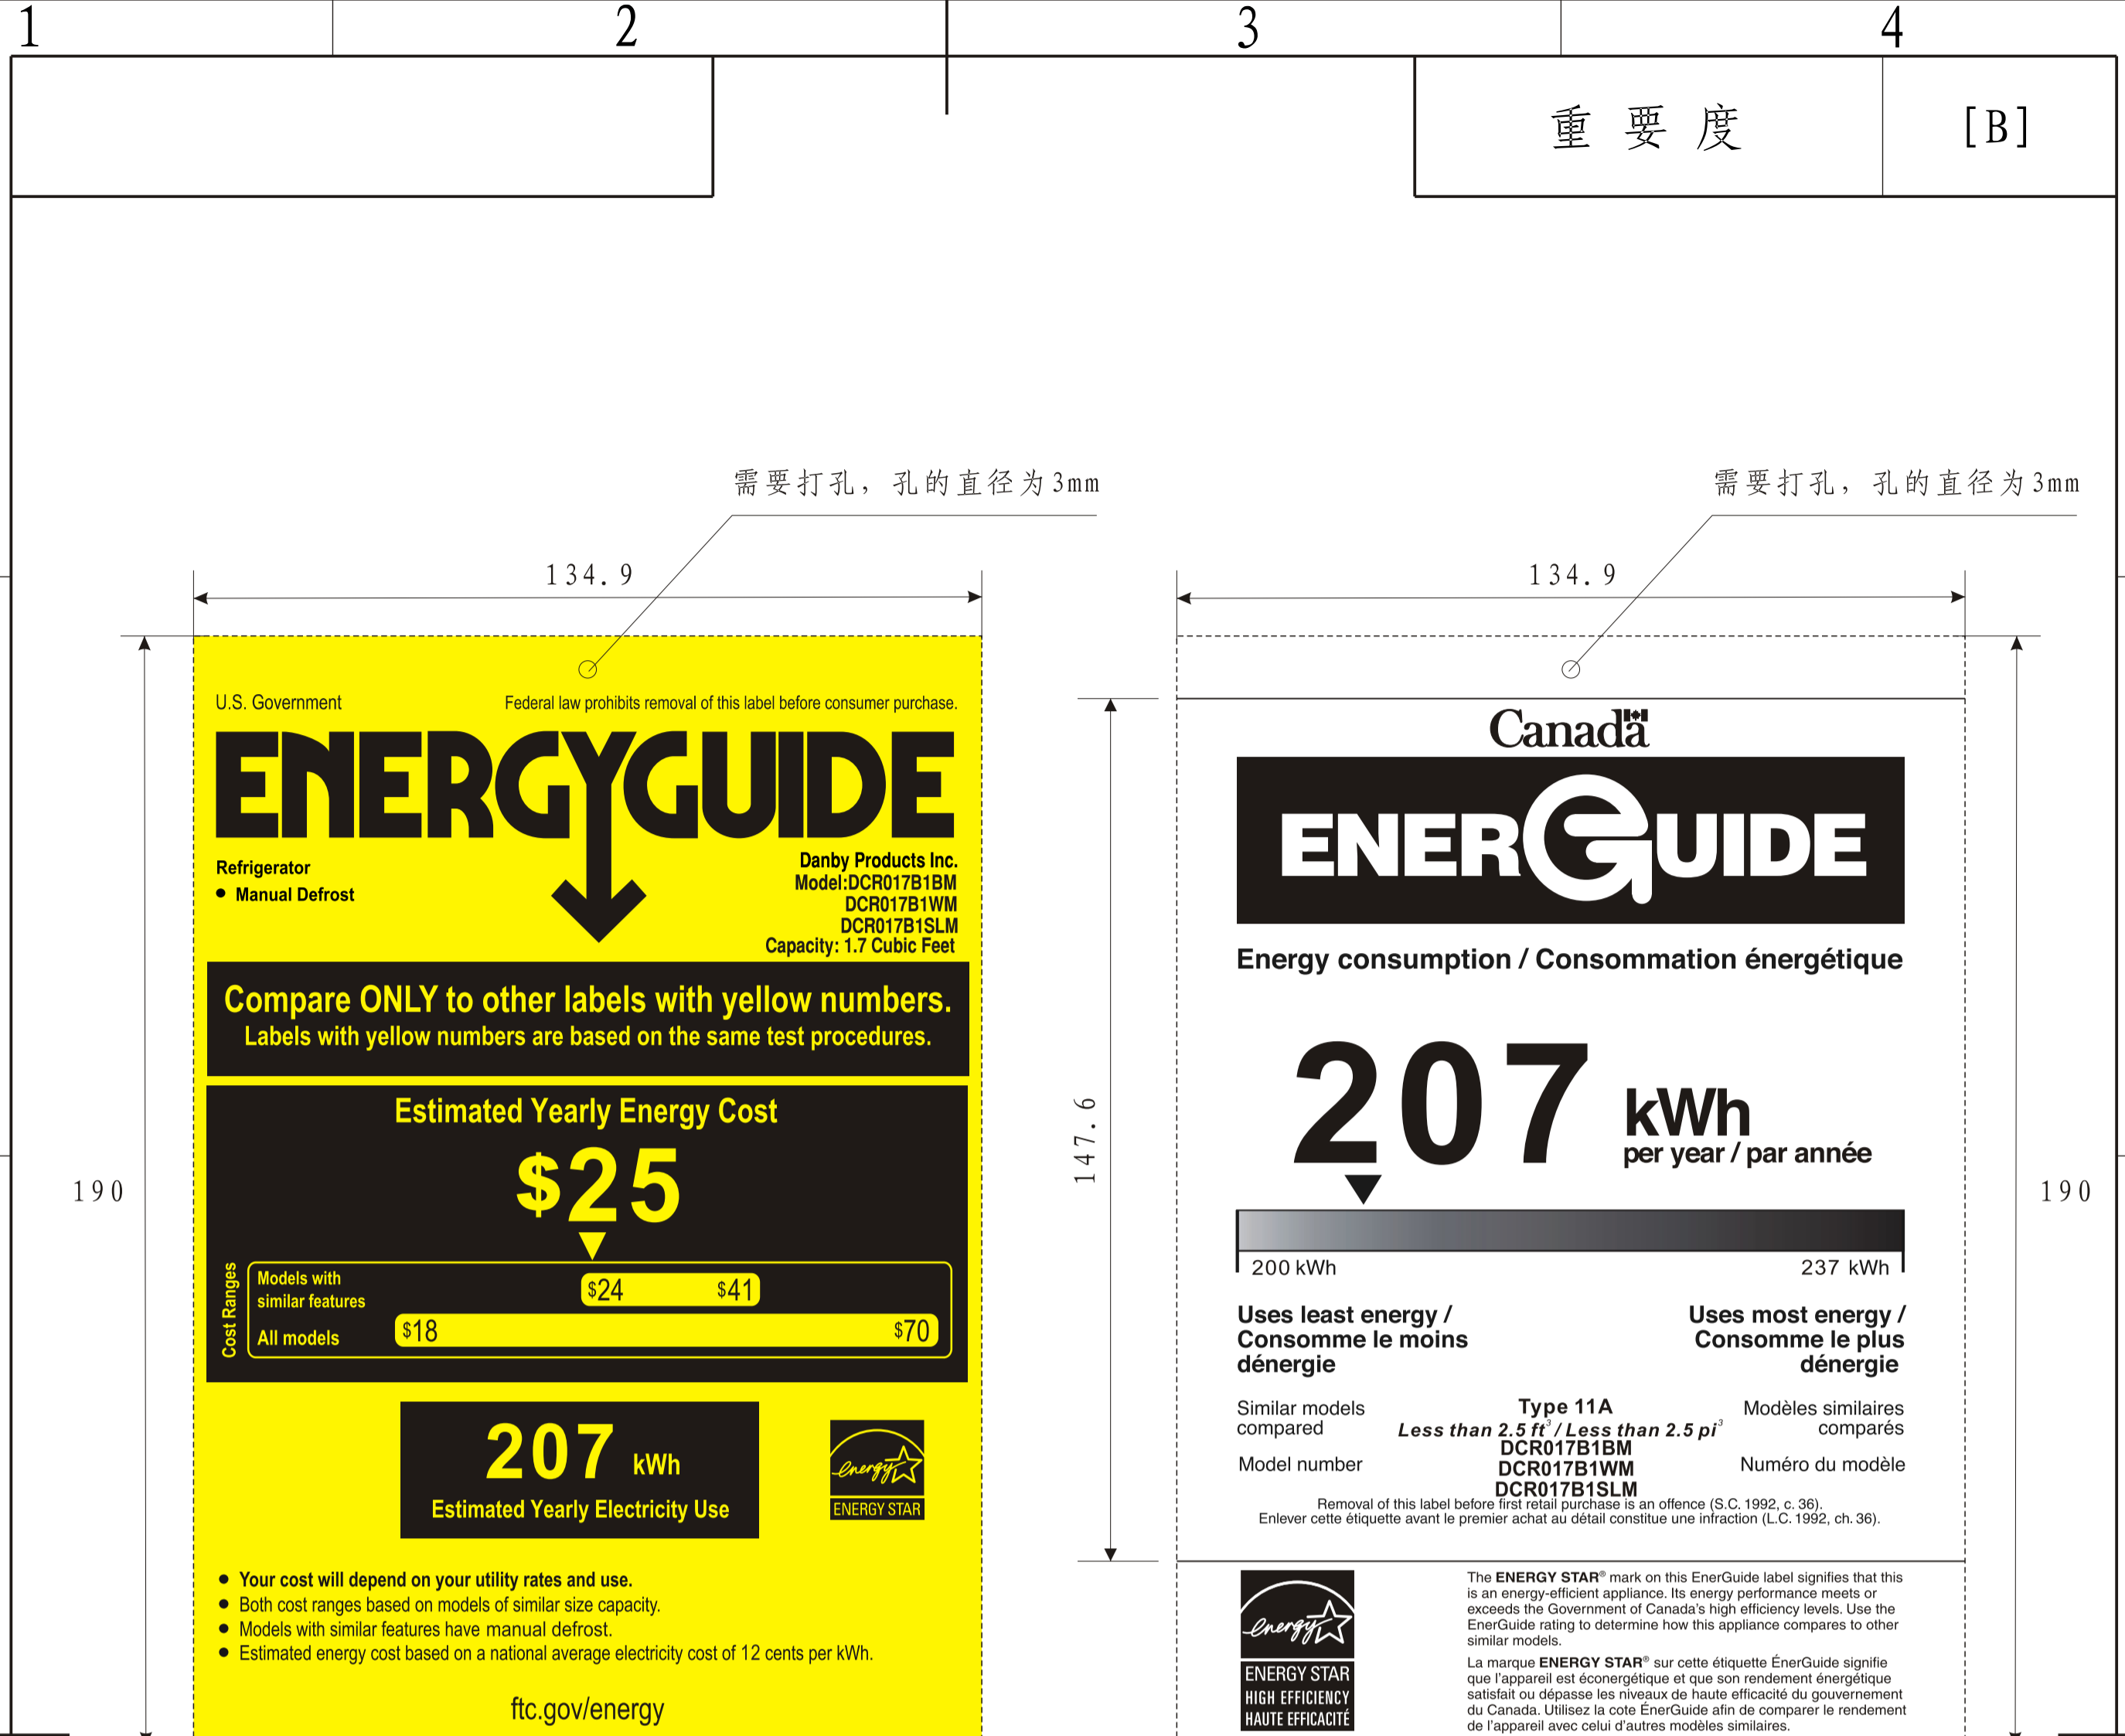 1 2 3 4
重要度 [B]
需要打孔，孔的直径为3mm
需要打孔，孔的直径为3mm
134.9
134.9
190
U.S. Government Federal law prohibits removal of this label before consumer purchase.
ENERGYGUIDE
Refrigerator
• Manual Defrost
Danby Products Inc.
Model:DCR017B1BM
DCR017B1WM
DCR017B1SLM
Capacity: 1.7 Cubic Feet
Compare ONLY to other labels with yellow numbers.
Labels with yellow numbers are based on the same test procedures.
Estimated Yearly Energy Cost
$25
Cost Ranges
Models with
similar features
$24 $41
All models $18 $70
207 kWh
Estimated Yearly Electricity Use
energy
ENERGY STAR
• Your cost will depend on your utility rates and use.
• Both cost ranges based on models of similar size capacity.
• Models with similar features have manual defrost.
• Estimated energy cost based on a national average electricity cost of 12 cents per kWh.
ftc.gov/energy
147.6
190
Canada
ENERGUIDE
Energy consumption / Consommation énergétique
207 kWh
per year / par année
200 kWh 237 kWh
Uses least energy /
Consomme le moins
dénergie
Uses most energy /
Consomme le plus
dénergie
Similar models
compared
Type 11A
Less than 2.5 ft³ / Less than 2.5 pi³
Modèles similaires
comparés
Model number
DCR017B1BM
DCR017B1WM
DCR017B1SLM
Numéro du modèle
Removal of this label before first retail purchase is an offence (S.C. 1992, c. 36).
Enlever cette étiquette avant le premier achat au détail constitue une infraction (L.C. 1992, ch. 36).
energy
ENERGY STAR
HIGH EFFICIENCY
HAUTE EFFICACITÉ
The ENERGY STAR® mark on this EnerGuide label signifies that this
is an energy-efficient appliance. Its energy performance meets or
exceeds the Government of Canada's high efficiency levels. Use the
EnerGuide rating to determine how this appliance compares to other
similar models.
La marque ENERGY STAR® sur cette étiquette ÉnerGuide signifie
que l'appareil est éconergétique et que son rendement énergétique
satisfait ou dépasse les niveaux de haute efficacité du gouvernement
du Canada. Utilisez la cote ÉnerGuide afin de comparer le rendement
de l'appareil avec celui d'autres modèles similaires.